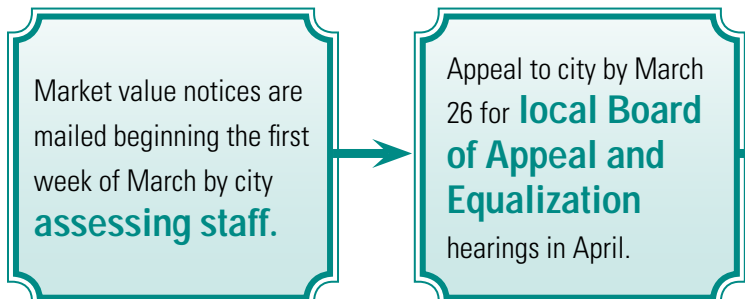 Market value notices are
mailed beginning the first
week of March by city
assessing staff.
Appeal to city by March
26 for local Board
of Appeal and
Equalization
hearings in April.